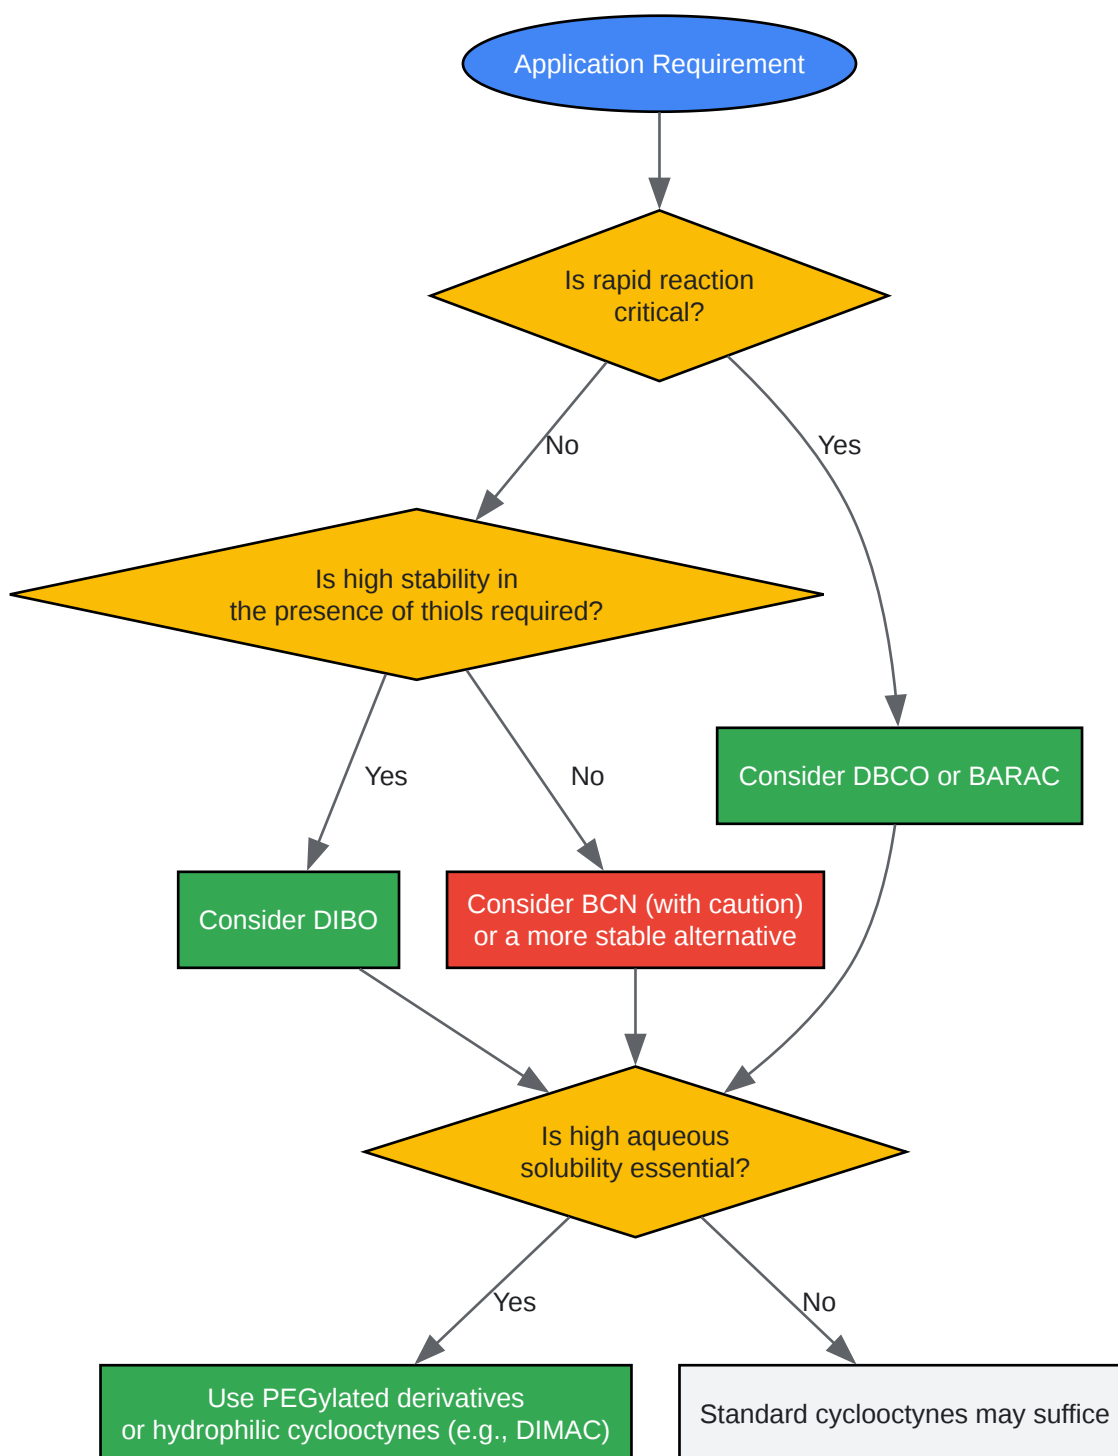 Application Requirement
Is rapid reaction
critical?
No
Yes
Is high stability in
the presence of thiols required?
Yes
No
Consider DBCO or BARAC
Consider DIBO
Consider BCN (with caution)
or a more stable alternative
Is high aqueous
solubility essential?
Yes
No
Use PEGylated derivatives
or hydrophilic cyclooctynes (e.g., DIMAC)
Standard cyclooctynes may suffice